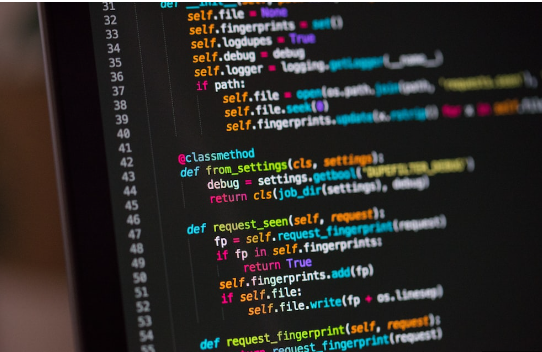 31 def __init__(self,
32 self.file = None
33 self.fingerprints = set()
34 self.logdupes = True
35 self.debug = debug
36 self.logger = logging.getLogger(__name__)
37 if path:
38 self.file = open(os.path.join(path, 'requests.seen'),
39 self.file.seek(0)
40 self.fingerprints.update(x.rstrip() for x in self.file
41
42 @classmethod
43 def from_settings(cls, settings):
44 debug = settings.getbool('DUPEFILTER_DEBUG')
45 return cls(job_dir(settings), debug)
46
47 def request_seen(self, request):
48 fp = self.request_fingerprint(request)
49 if fp in self.fingerprints:
50 return True
51 self.fingerprints.add(fp)
52 if self.file:
53 self.file.write(fp + os.linesep)
54
55 def request_fingerprint(self, request):
request_fingerprint(request)